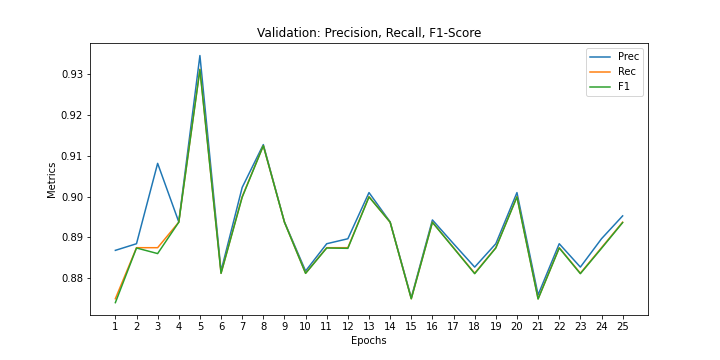 Validation: Precision, Recall, F1-Score
Prec
Rec
F1
0.93
0.92
0.91
0.90
0.89
0.88
Metrics
1 2 3 4 5 6 7 8 9 10 11 12 13 14 15 16 17 18 19 20 21 22 23 24 25
Epochs